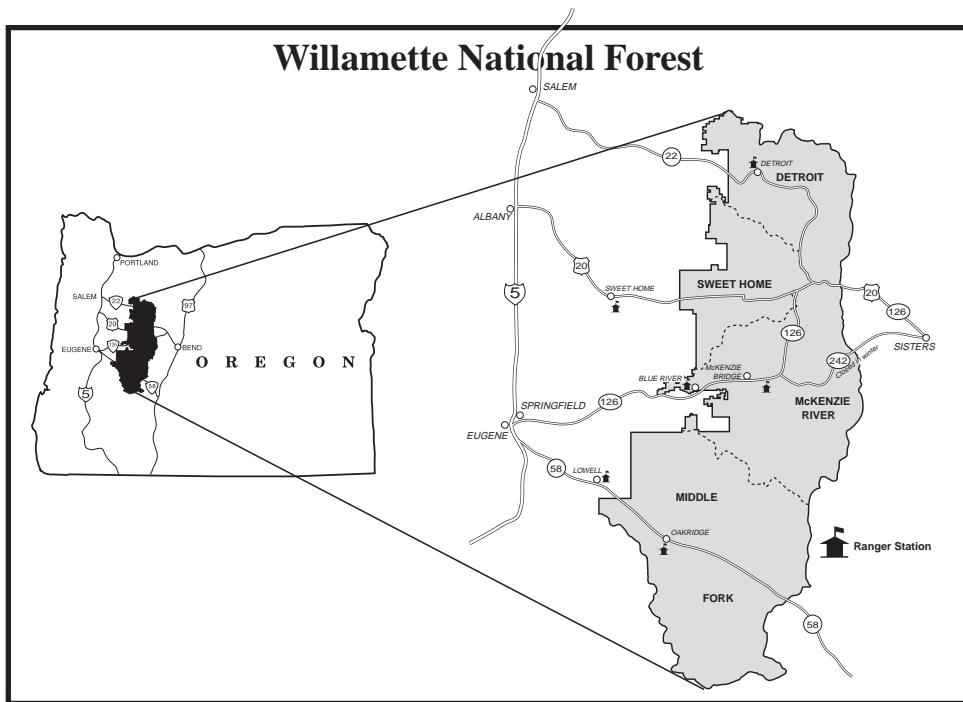 Willamette National Forest
SALEM
22
DETROIT
DETROIT
ALBANY
20
SWEET HOME
SWEET HOME
5
20
126
126
SISTERS
242
Closed in winter
McKENZIE
BRIDGE
BLUE RIVER
126
McKENZIE
RIVER
SPRINGFIELD
EUGENE
58
LOWELL
MIDDLE
OAKRIDGE
FORK
58
Ranger Station
PORTLAND
SALEM
22
97
20
126
EUGENE
BEND
OREGON
58
5